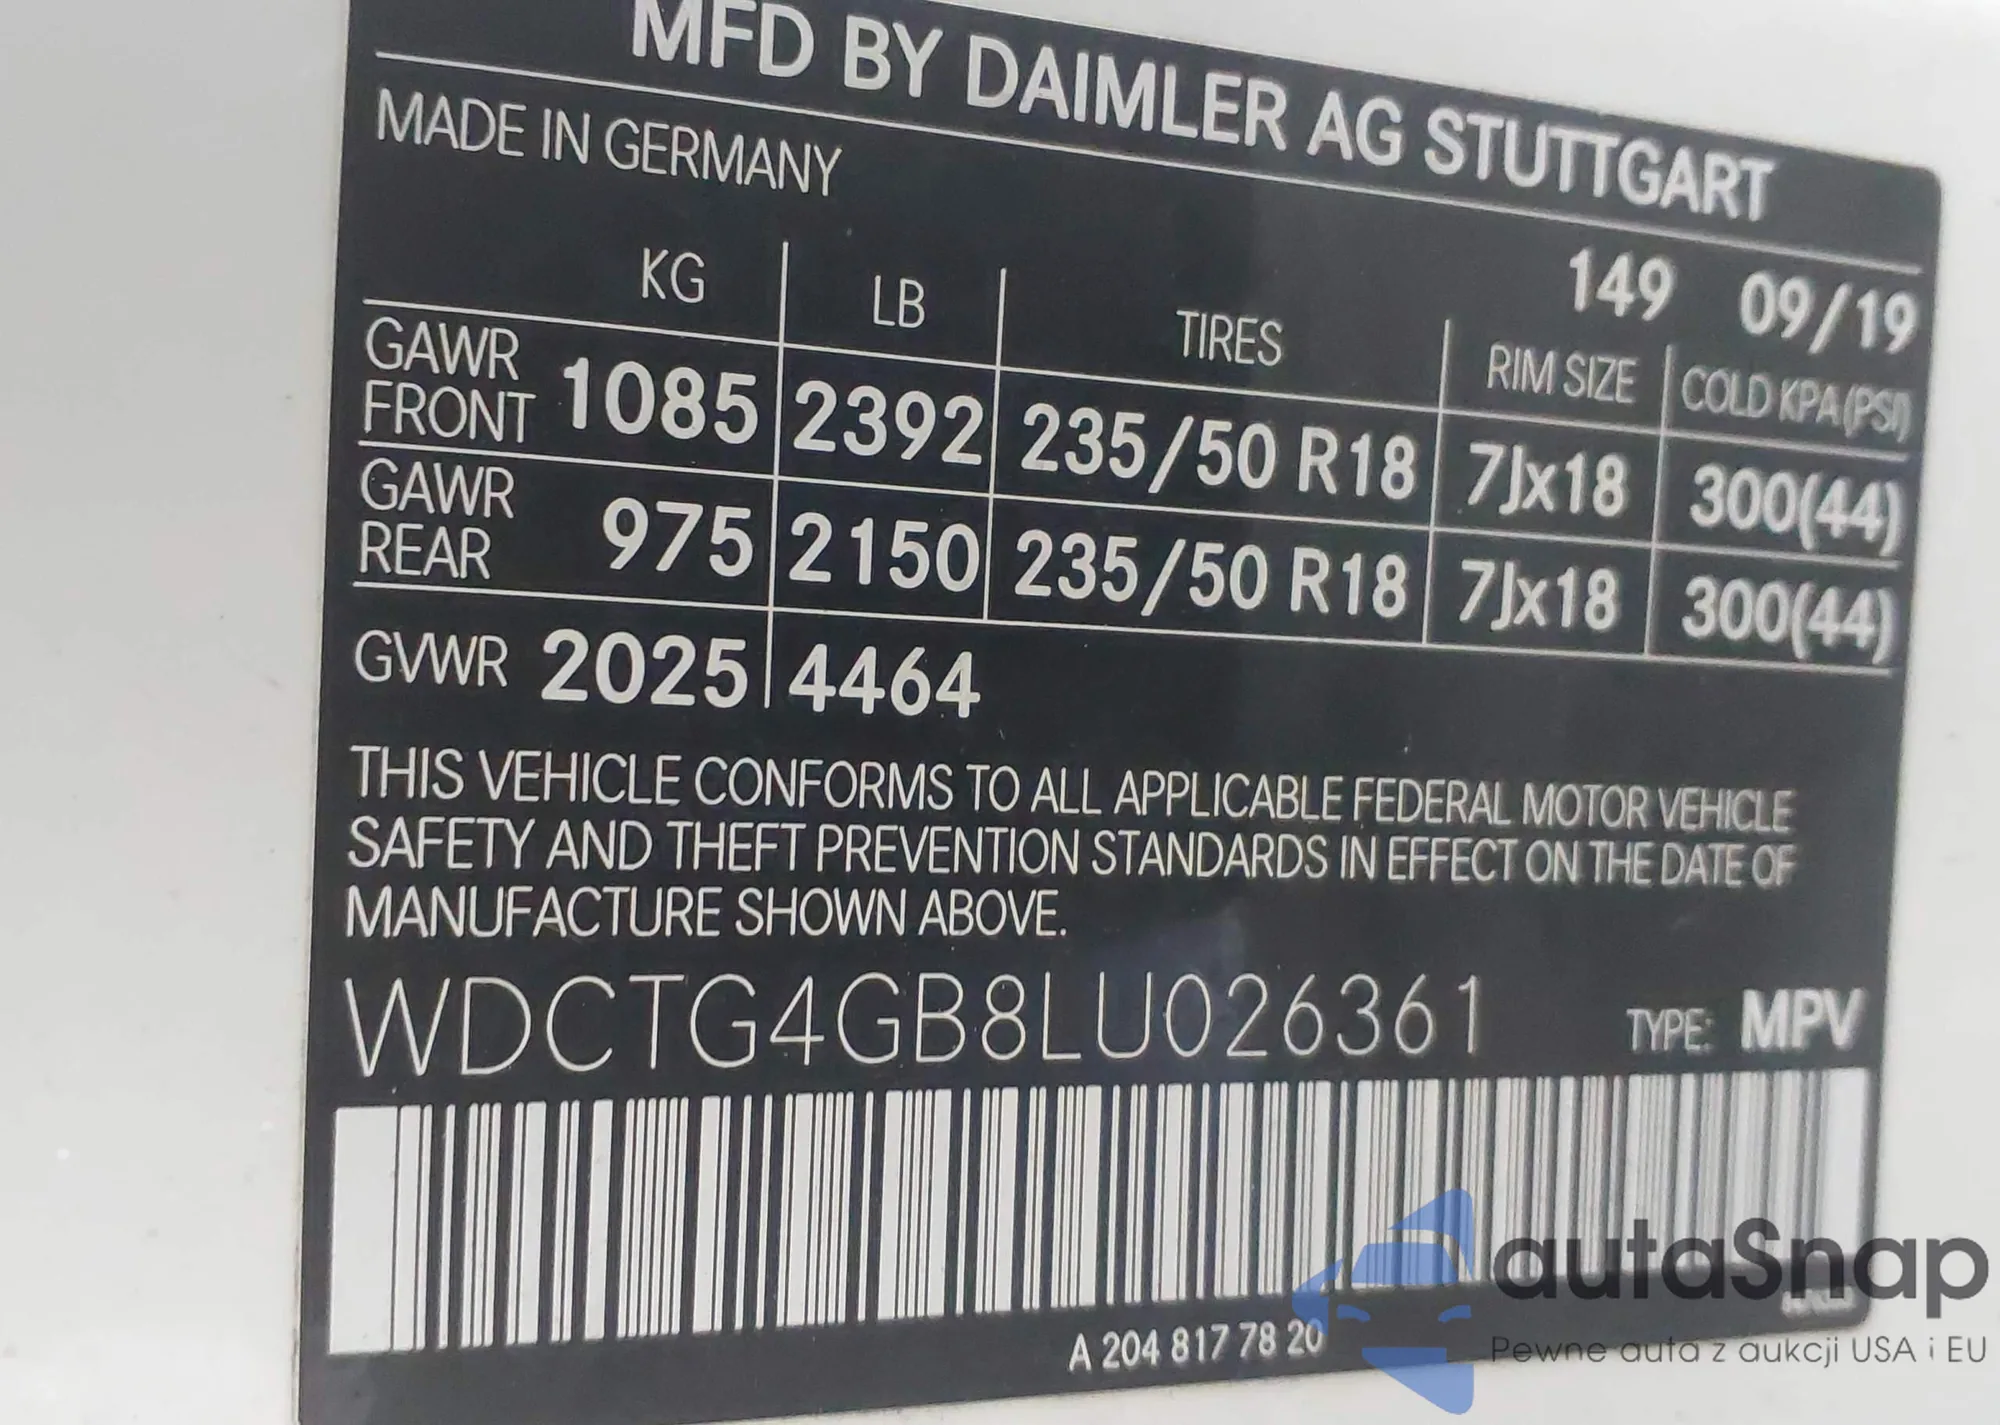 MFD BY DAIMLER AG STUTTGART
MADE IN GERMANY
149 09/19
KG LB TIRES RIM SIZE COLD KPA(PSI)
GAWR FRONT 1085 2392 235/50 R18 7Jx18 300(44)
GAWR REAR 975 2150 235/50 R18 7Jx18 300(44)
GVWR 2025 4464
THIS VEHICLE CONFORMS TO ALL APPLICABLE FEDERAL MOTOR VEHICLE
SAFETY AND THEFT PREVENTION STANDARDS IN EFFECT ON THE DATE OF
MANUFACTURE SHOWN ABOVE.
WDCTG4GB8LU026361 TYPE: MPV
A 204 817 78 20
autaSnap
Pewne auta z aukcji USA i EU